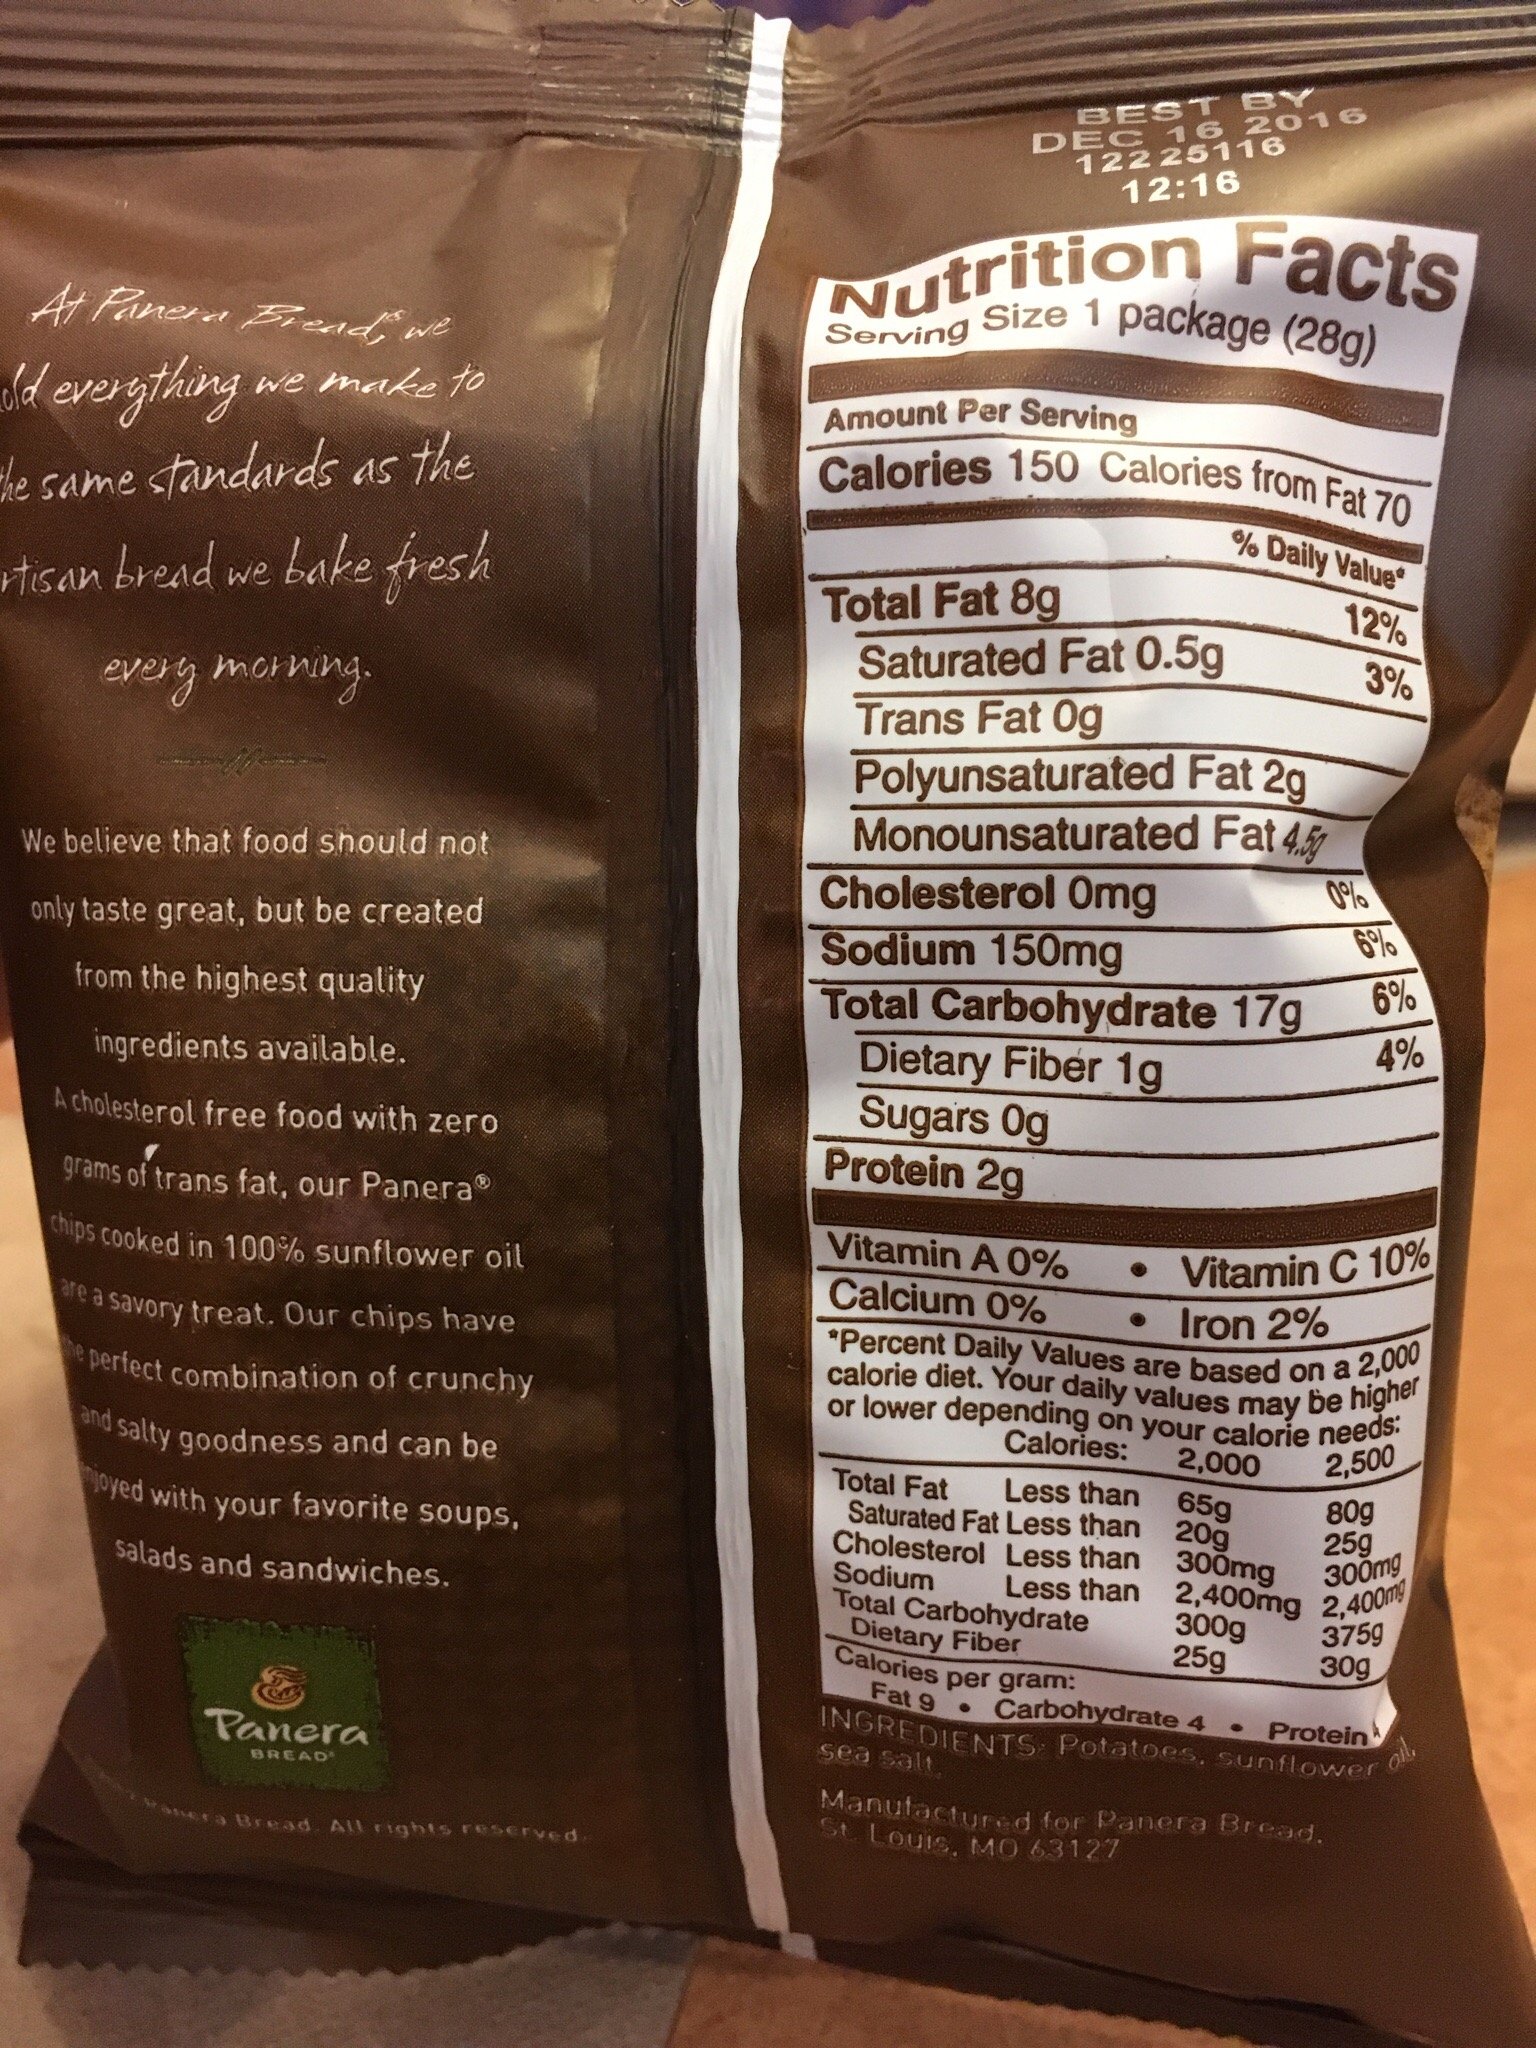 At Panera Bread®, we
everything we make to
the same standards as the
bread we bake fresh
every morning.
We believe that food should not
only taste great, but be created
from the highest quality
ingredients available.
A cholesterol free food with zero
grams of trans fat, our Panera®
chips cooked in 100% sunflower oil
are a savory treat. Our chips have
perfect combination of crunchy
and salty goodness and can be
with your favorite soups,
salads and sandwiches.
Panera
BREAD®
Panera Bread. All rights reserved.
BEST BY
DEC 16 2016
122 25116
12:16
Nutrition Facts
Serving Size 1 package (28g)
Amount Per Serving
Calories 150 Calories from Fat 70
% Daily Value*
Total Fat 8g 12%
Saturated Fat 0.5g 3%
Trans Fat 0g
Polyunsaturated Fat 2g
Monounsaturated Fat 4.5g
Cholesterol 0mg 0%
Sodium 150mg 6%
Total Carbohydrate 17g 6%
Dietary Fiber 1g 4%
Sugars 0g
Protein 2g
Vitamin A 0% • Vitamin C 10%
Calcium 0% • Iron 2%
*Percent Daily Values are based on a 2,000
calorie diet. Your daily values may be higher
or lower depending on your calorie needs:
Calories: 2,000 2,500
Total Fat Less than 65g 80g
Saturated Fat Less than 20g 25g
Cholesterol Less than 300mg 300mg
Sodium Less than 2,400mg 2,400mg
Total Carbohydrate 300g 375g
Dietary Fiber 25g 30g
Calories per gram:
Fat 9 • Carbohydrate 4 • Protein 4
INGREDIENTS: Potatoes, sunflower oil,
sea salt.
Manufactured for Panera Bread.
St. Louis, MO 63127